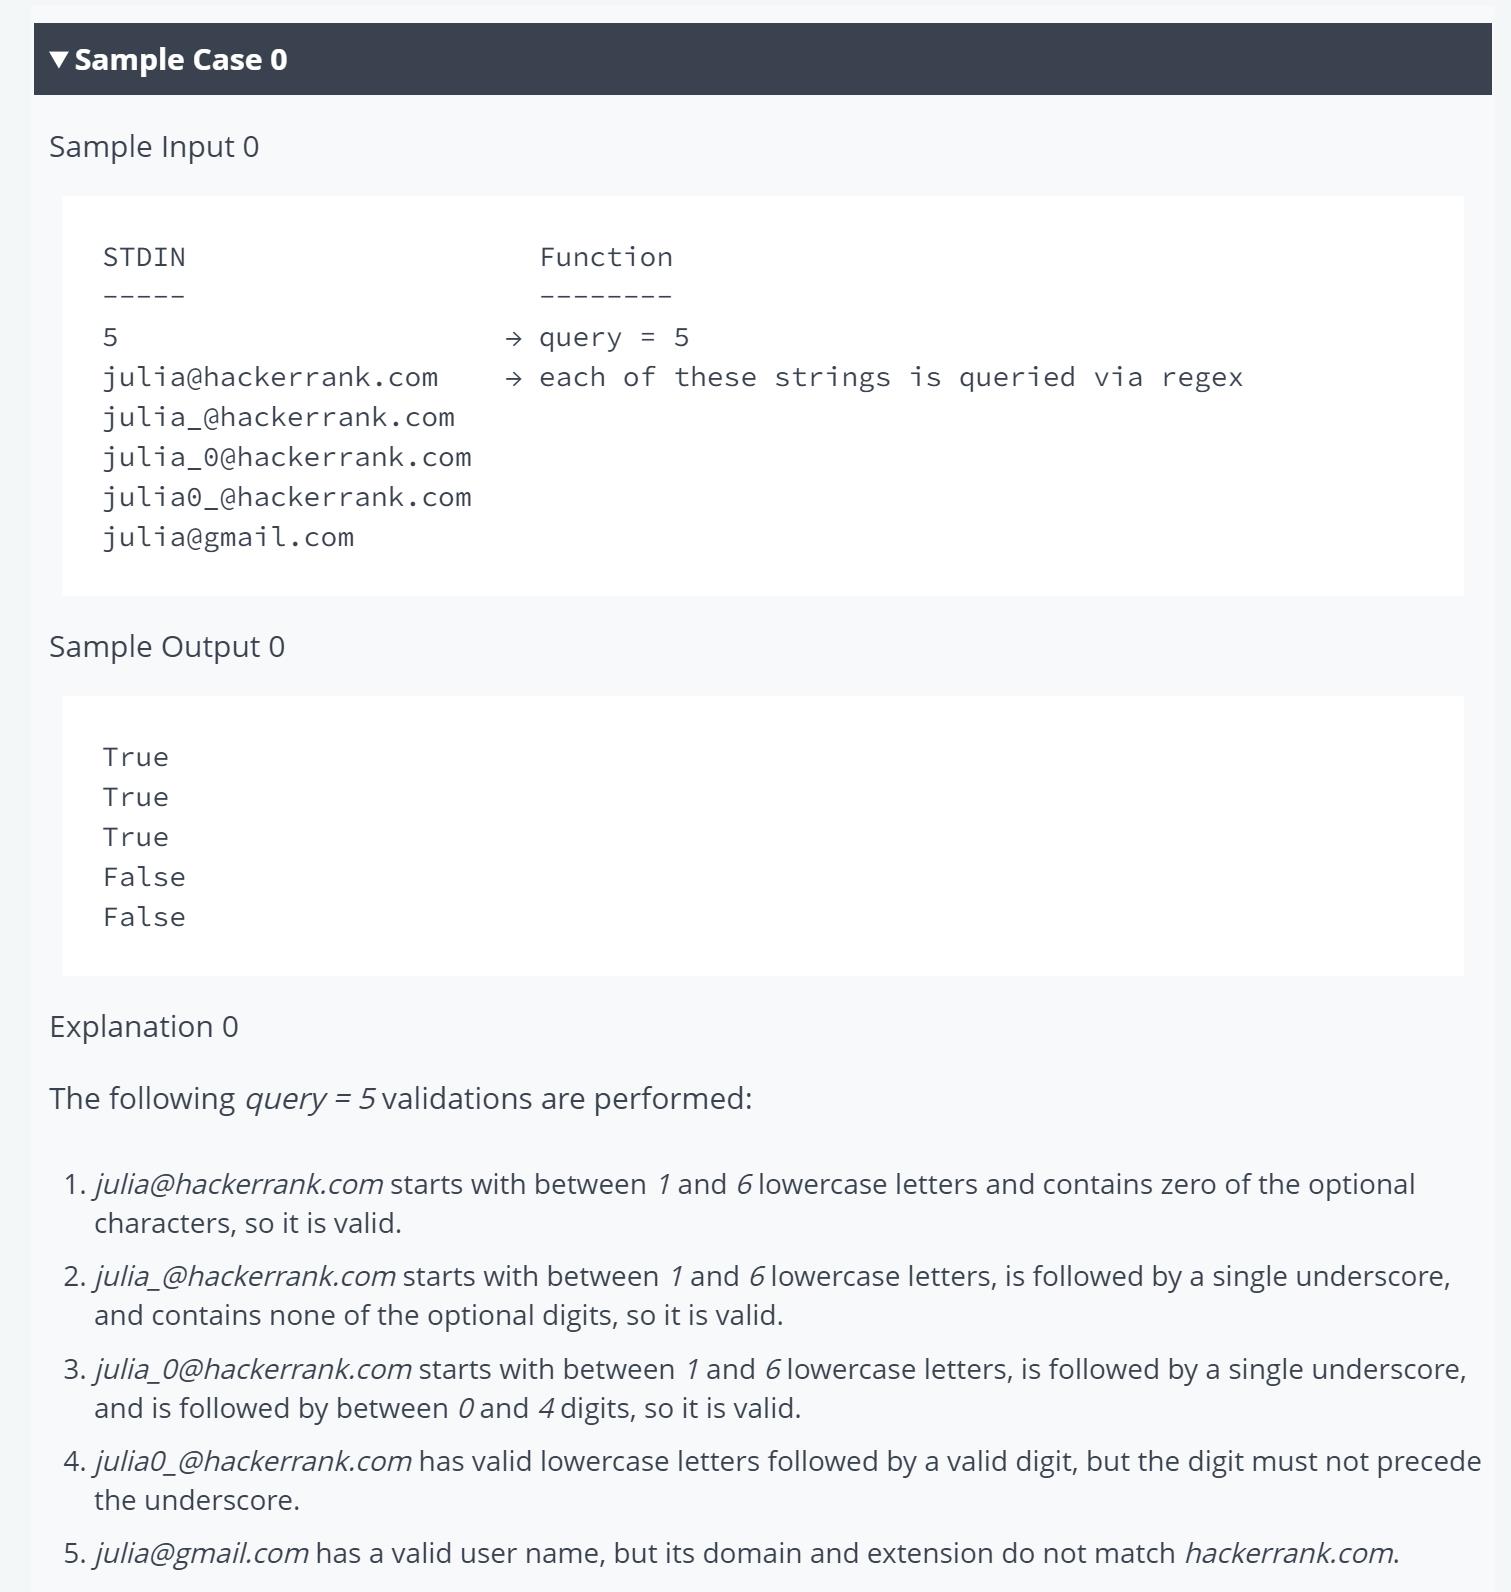 ▼ Sample Case 0
Sample Input 0
STDIN                      Function
-----                      --------
5                        → query = 5
julia@hackerrank.com     → each of these strings is queried via regex
julia_@hackerrank.com
julia_0@hackerrank.com
julia0_@hackerrank.com
julia@gmail.com
Sample Output 0
True
True
True
False
False
Explanation 0
The following query = 5 validations are performed:
1. julia@hackerrank.com starts with between 1 and 6 lowercase letters and contains zero of the optional
characters, so it is valid.
2. julia_@hackerrank.com starts with between 1 and 6 lowercase letters, is followed by a single underscore,
and contains none of the optional digits, so it is valid.
3. julia_0@hackerrank.com starts with between 1 and 6 lowercase letters, is followed by a single underscore,
and is followed by between 0 and 4 digits, so it is valid.
4. julia0_@hackerrank.com has valid lowercase letters followed by a valid digit, but the digit must not precede
the underscore.
5. julia@gmail.com has a valid user name, but its domain and extension do not match hackerrank.com.